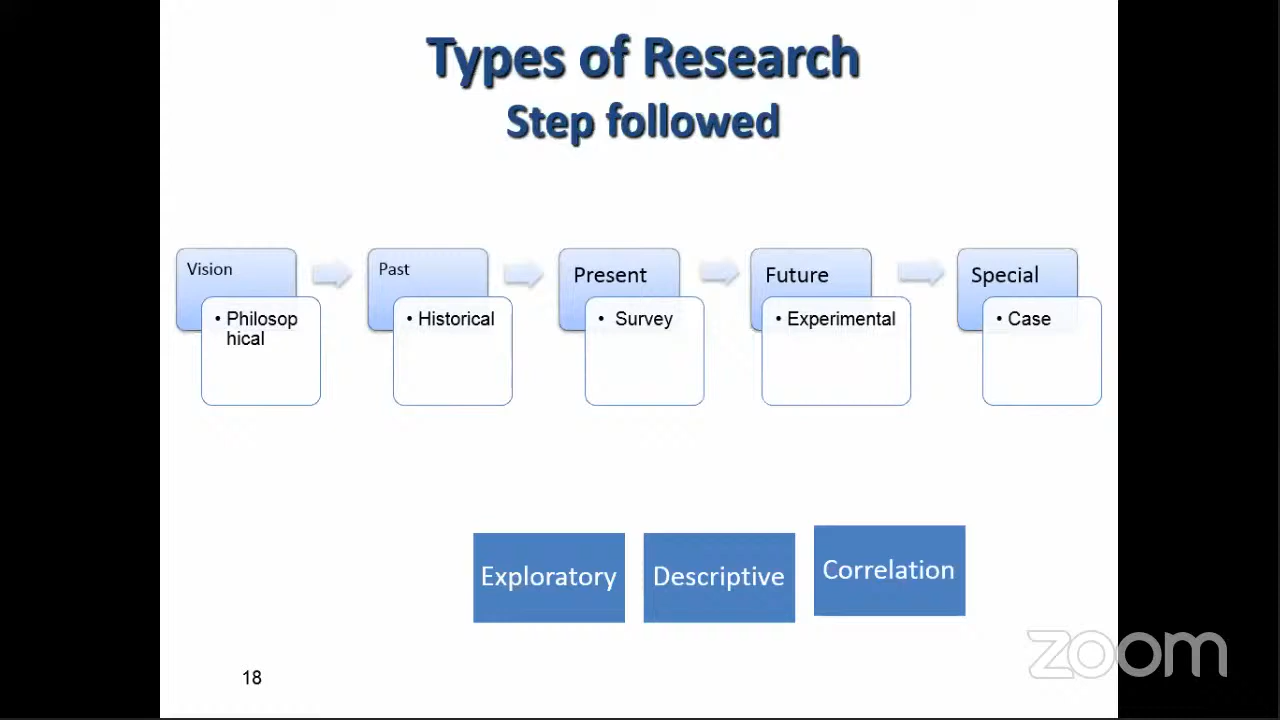 Types of Research
Step followed
Vision
Past
Present
Future
Special
• Philosop
hical
• Historical
• Survey
• Experimental
• Case
Exploratory
Descriptive
Correlation
18
zoom